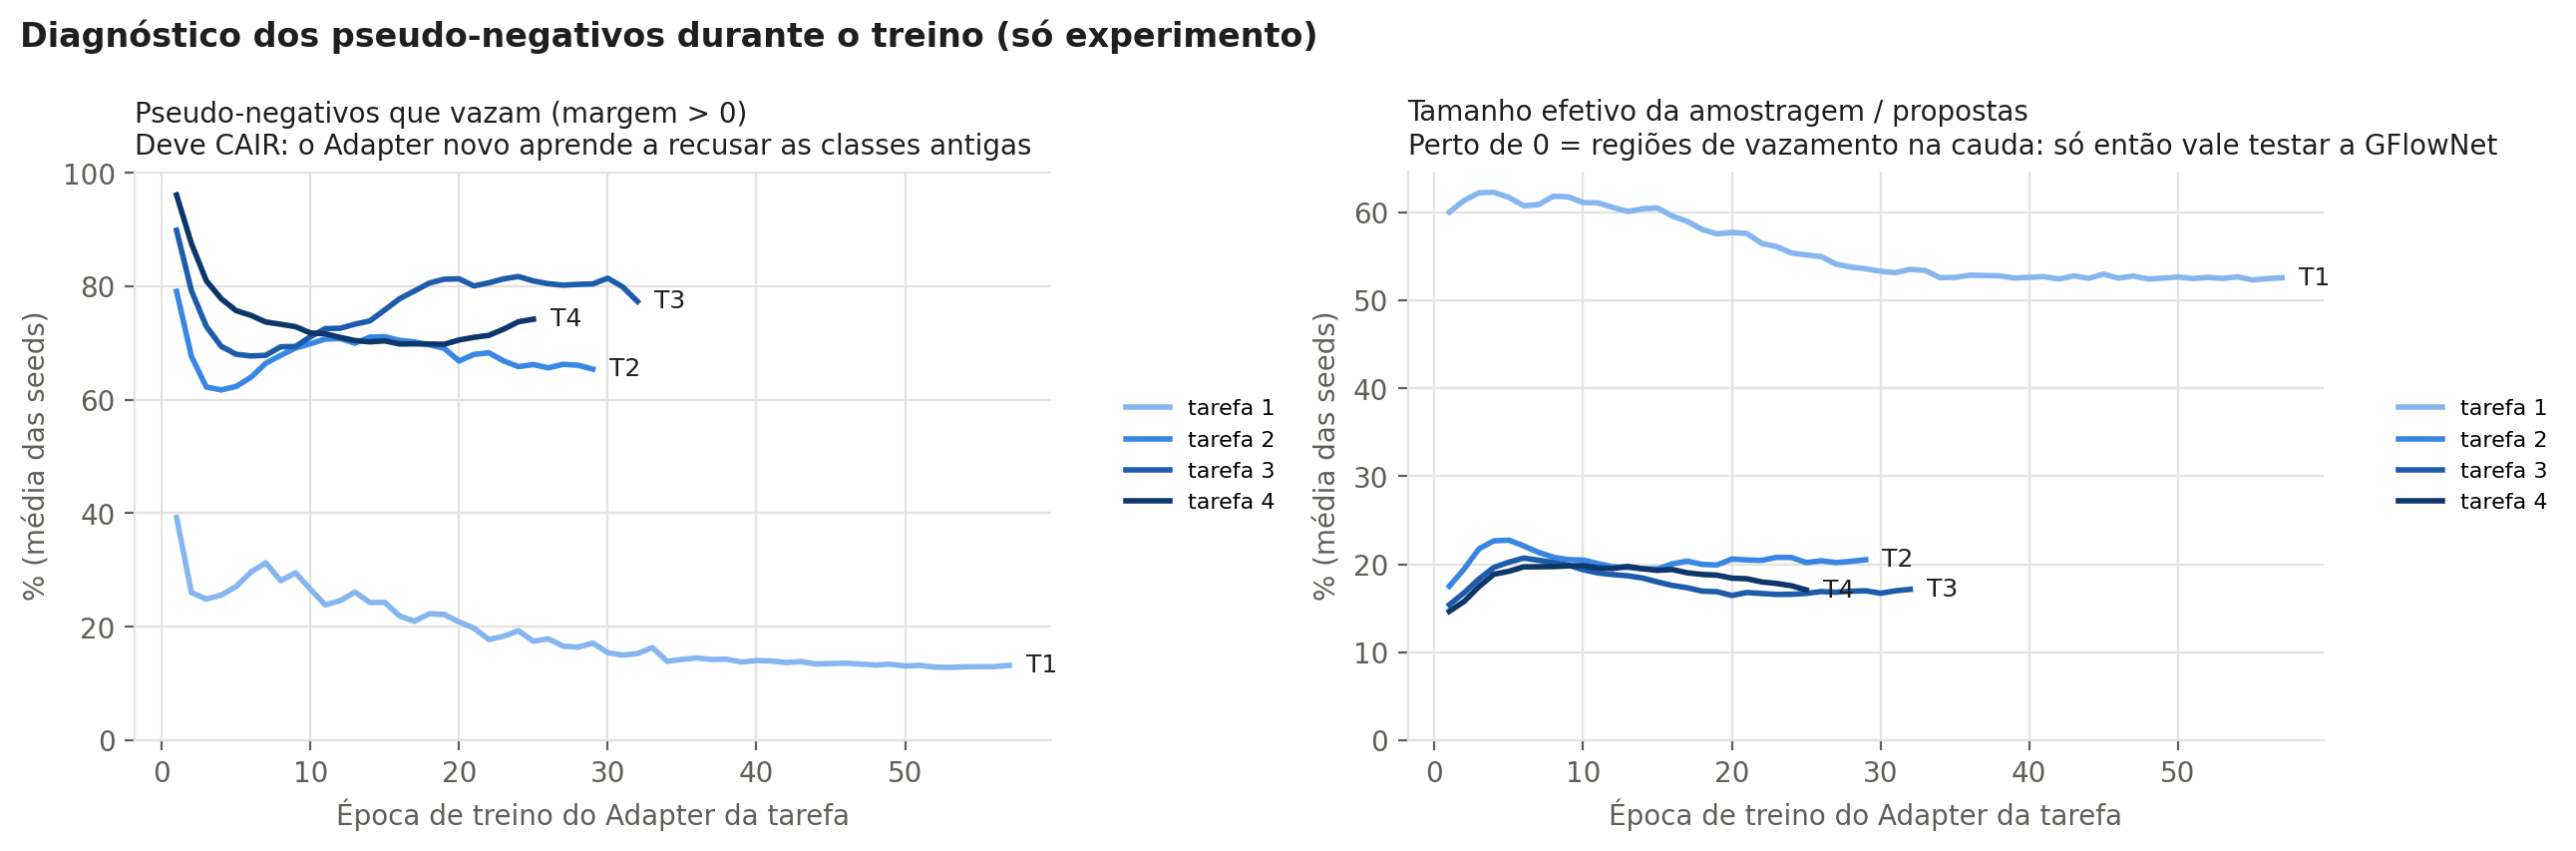 Diagnóstico dos pseudo-negativos durante o treino (só experimento)
Pseudo-negativos que vazam (margem > 0)
Deve CAIR: o Adapter novo aprende a recusar as classes antigas
% (média das seeds)
100
80
60
40
20
0
T3
T4
T2
T1
0 10 20 30 40 50
Época de treino do Adapter da tarefa
tarefa 1
tarefa 2
tarefa 3
tarefa 4
Tamanho efetivo da amostragem / propostas
Perto de 0 = regiões de vazamento na cauda: só então vale testar a GFlowNet
% (média das seeds)
60
50
40
30
20
10
0
T1
T2
T4
T3
0 10 20 30 40 50
Época de treino do Adapter da tarefa
tarefa 1
tarefa 2
tarefa 3
tarefa 4